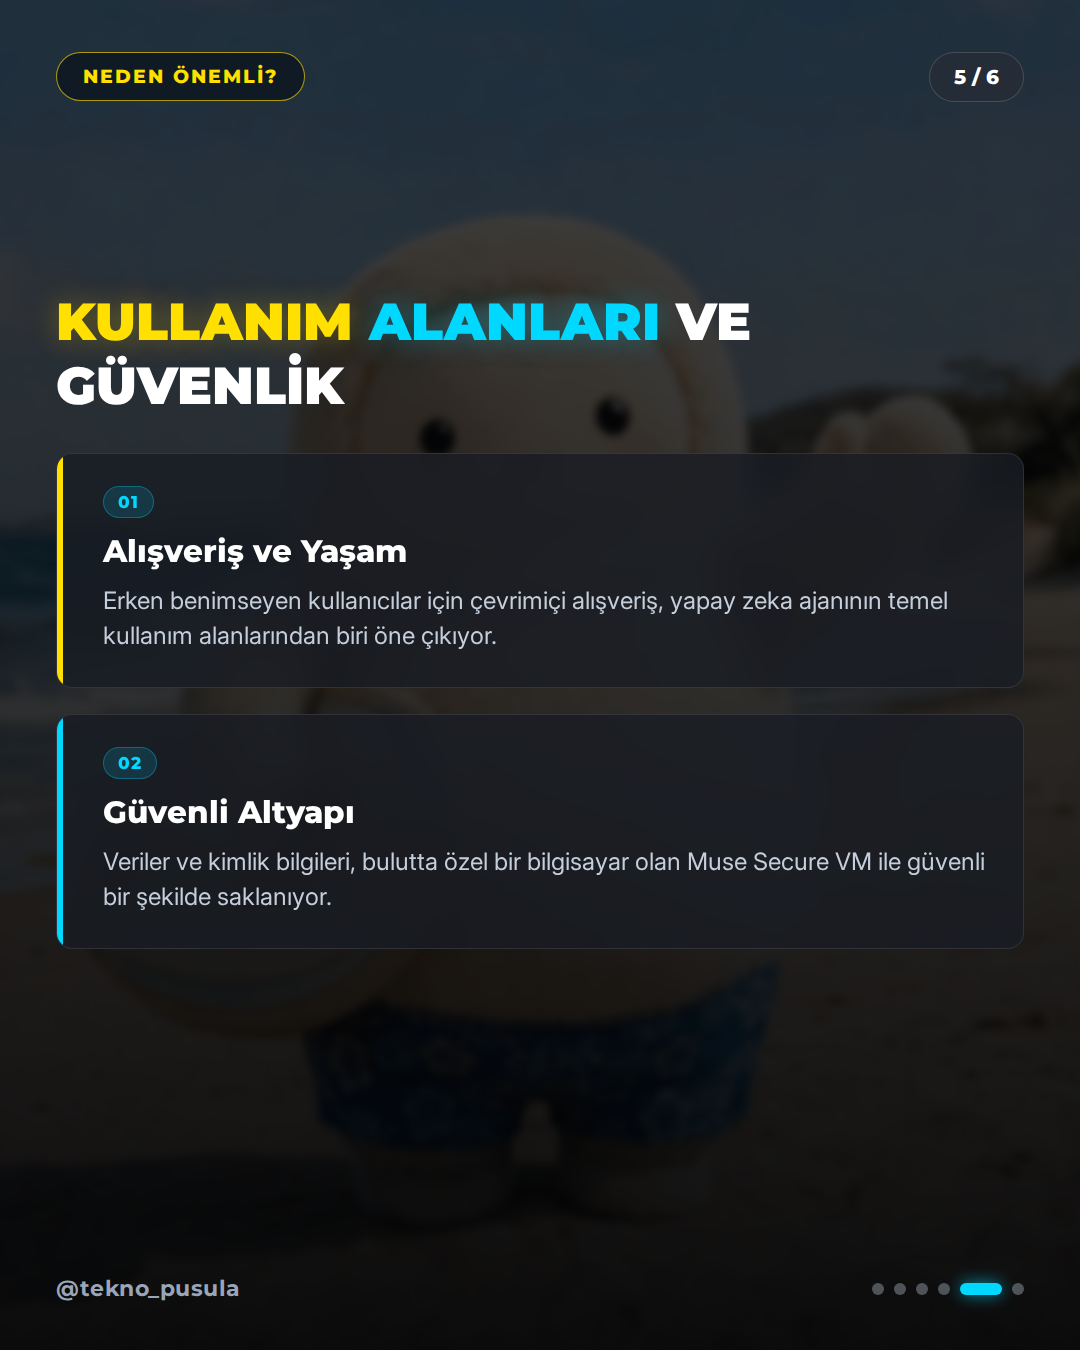 NEDEN ÖNEMLİ?
5 / 6
KULLANIM ALANLARI VE
GÜVENLİK
01
Alışveriş ve Yaşam
Erken benimseyen kullanıcılar için çevrimiçi alışveriş, yapay zeka ajanının temel
kullanım alanlarından biri öne çıkıyor.
02
Güvenli Altyapı
Veriler ve kimlik bilgileri, bulutta özel bir bilgisayar olan Muse Secure VM ile güvenli
bir şekilde saklanıyor.
@tekno_pusula